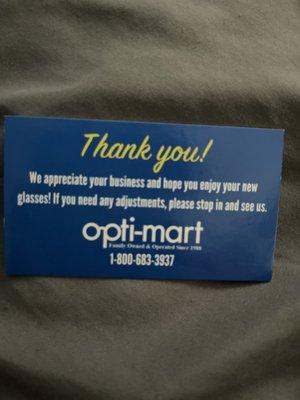 Thank you!
We appreciate your business and hope you enjoy your new
glasses! If you need any adjustments, please stop in and see us.
opti-mart
Family Owned & Operated Since 1988
1-800-683-3937